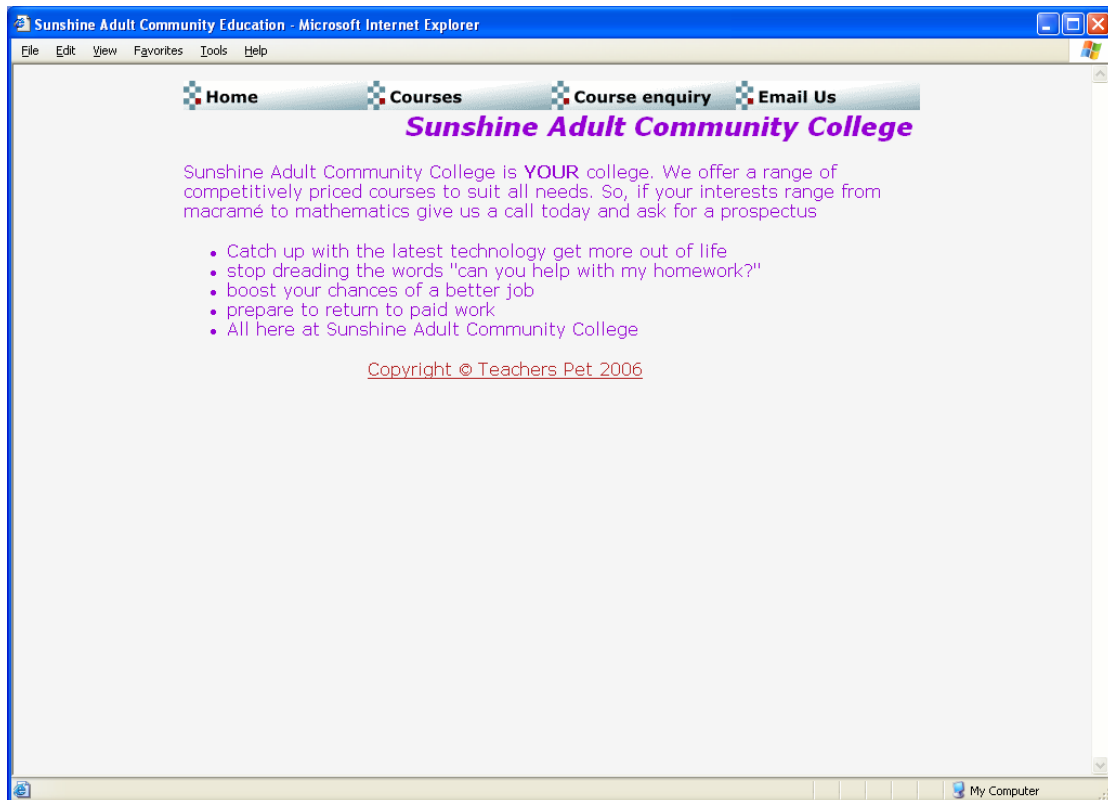 Sunshine Adult Community Education - Microsoft Internet Explorer
File Edit View Favorites Tools Help
Home Courses Course enquiry Email Us
Sunshine Adult Community College
Sunshine Adult Community College is YOUR college. We offer a range of
competitively priced courses to suit all needs. So, if your interests range from
macramé to mathematics give us a call today and ask for a prospectus
• Catch up with the latest technology get more out of life
• stop dreading the words "can you help with my homework?"
• boost your chances of a better job
• prepare to return to paid work
• All here at Sunshine Adult Community College
Copyright © Teachers Pet 2006
My Computer